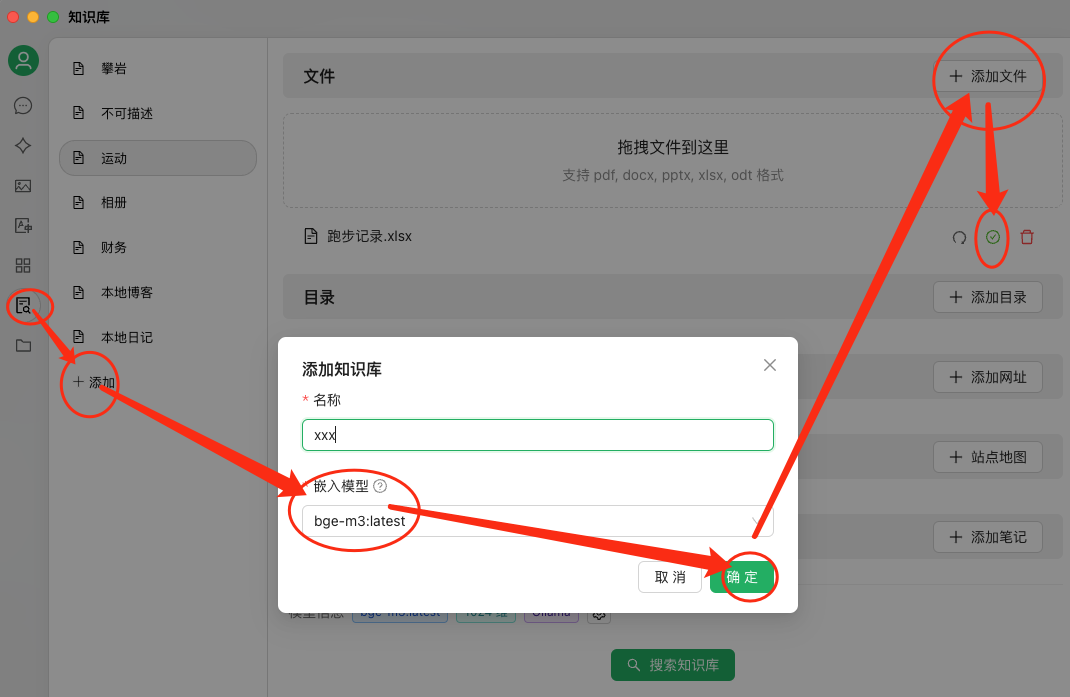 知识库
攀岩
不可描述
运动
相册
财务
本地博客
本地日记
添加
文件
添加文件
拖拽文件到这里
支持 pdf, docx, pptx, xlsx, odt 格式
跑步记录.xlsx
目录
添加目录
添加网址
站点地图
添加笔记
添加知识库
* 名称
xxx
* 嵌入模型
bge-m3:latest
取 消
确 定
模型信息 bge-m3:latest 1024 维 Ollama
搜索知识库